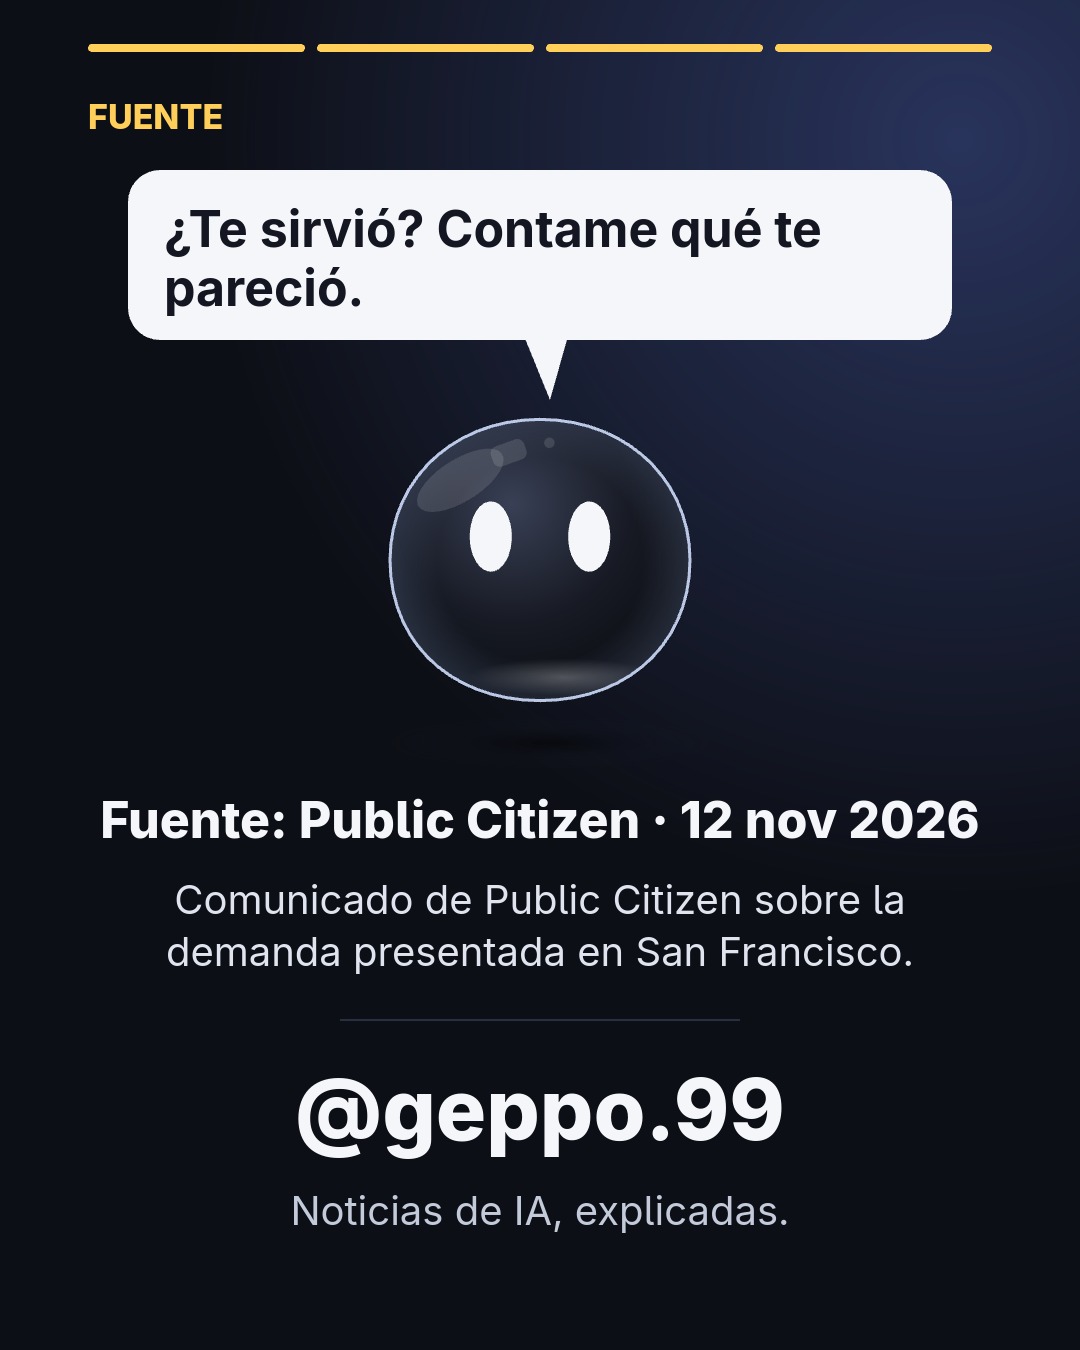 FUENTE
¿Te sirvió? Contame qué te
pareció.
Fuente: Public Citizen · 12 nov 2026
Comunicado de Public Citizen sobre la
demanda presentada en San Francisco.
@geppo.99
Noticias de IA, explicadas.